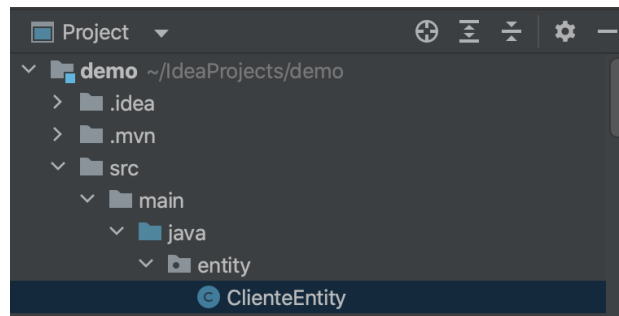 Project
demo ~/IdeaProjects/demo
.idea
.mvn
src
main
java
entity
ClienteEntity